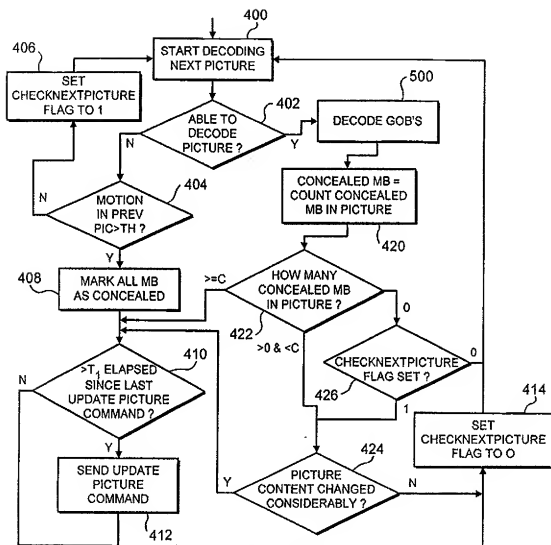 400
START DECODING
NEXT PICTURE
406
SET
CHECKNEXTPICTURE
FLAG TO 1
402
ABLE TO
DECODE
PICTURE ?
N
Y
500
DECODE GOB'S
404
MOTION
IN PREV
PIC>TH ?
N
Y
CONCEALED MB =
COUNT CONCEALED
MB IN PICTURE
420
408
MARK ALL MB
AS CONCEALED
HOW MANY
CONCEALED MB
IN PICTURE ?
422
>=C
0
>0 & <C
CHECKNEXTPICTURE
FLAG SET ?
426
0
1
410
>T1 ELAPSED
SINCE LAST
UPDATE PICTURE
COMMAND ?
N
Y
414
SET
CHECKNEXTPICTURE
FLAG TO 0
424
PICTURE
CONTENT CHANGED
CONSIDERABLY ?
Y
N
SEND UPDATE
PICTURE
COMMAND
412